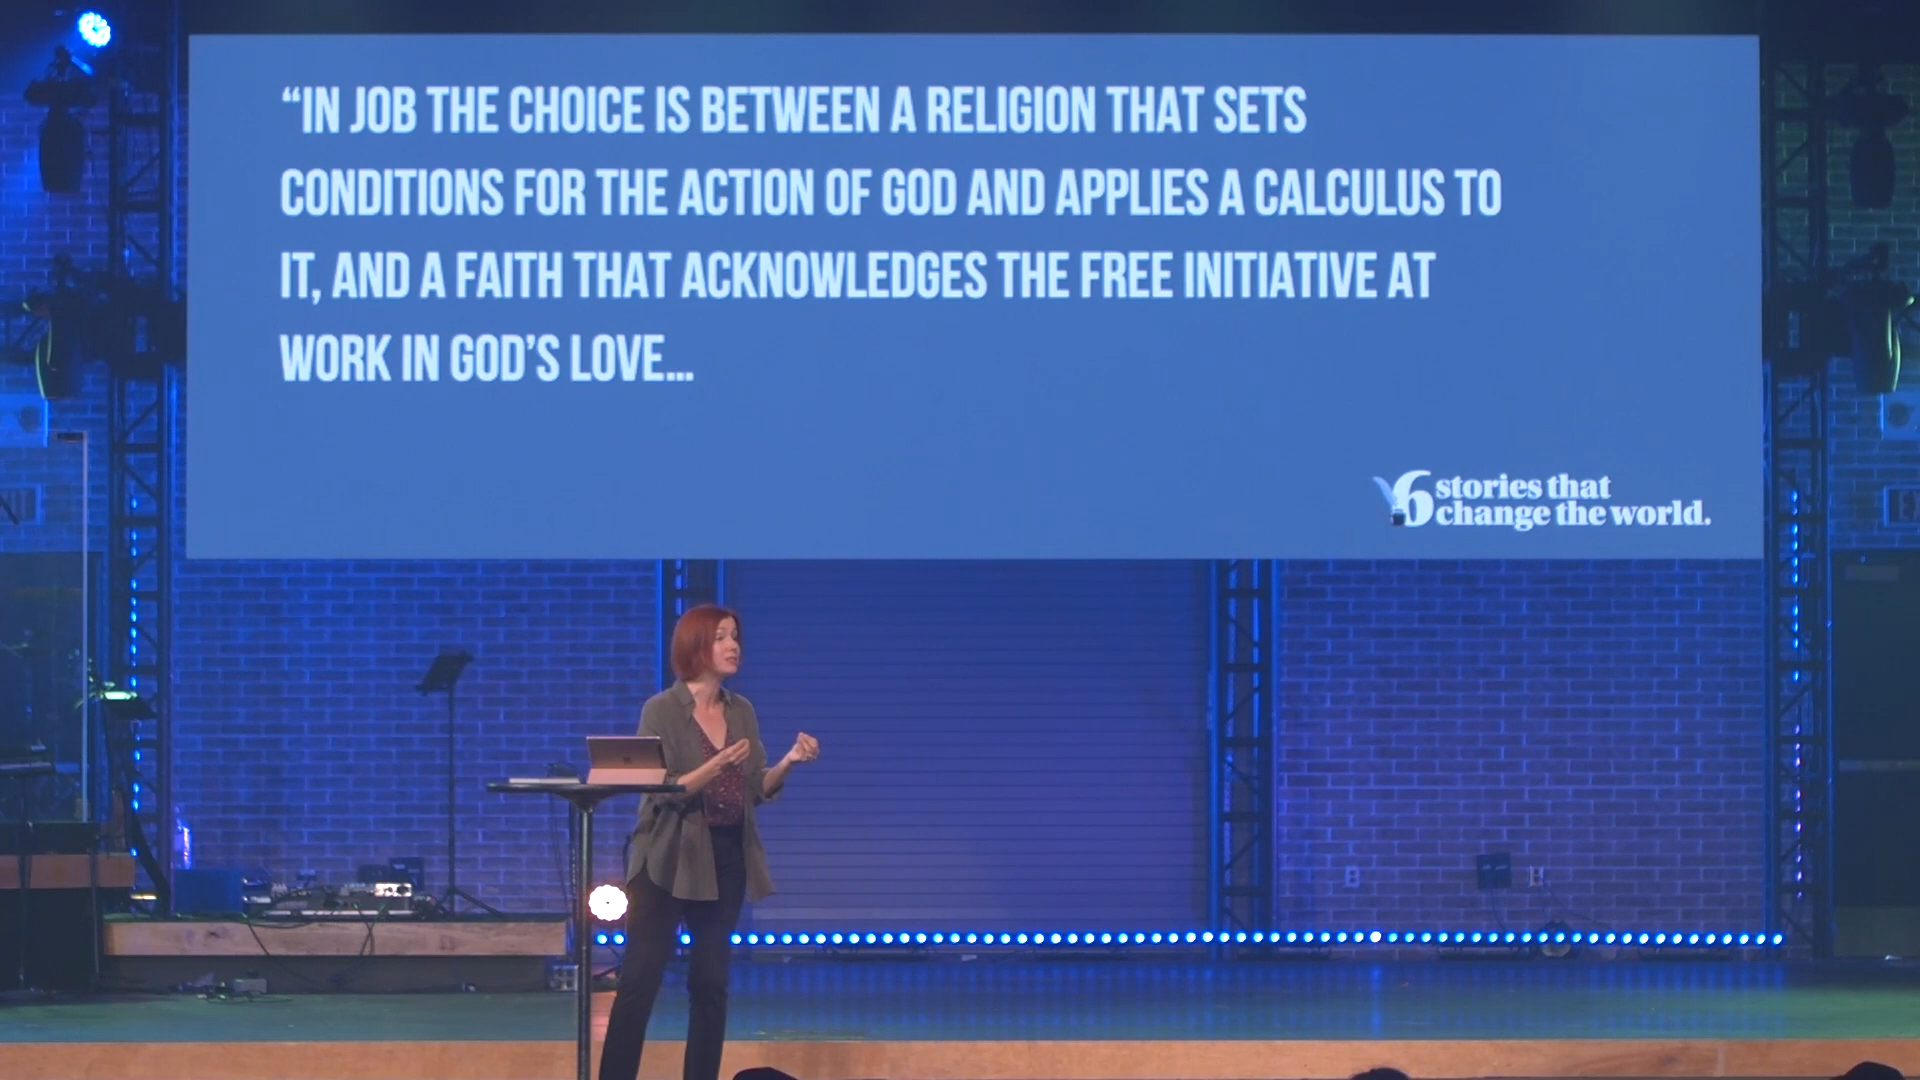 “IN JOB THE CHOICE IS BETWEEN A RELIGION THAT SETS
CONDITIONS FOR THE ACTION OF GOD AND APPLIES A CALCULUS TO
IT, AND A FAITH THAT ACKNOWLEDGES THE FREE INITIATIVE AT
WORK IN GOD’S LOVE...
6 stories that
change the world.